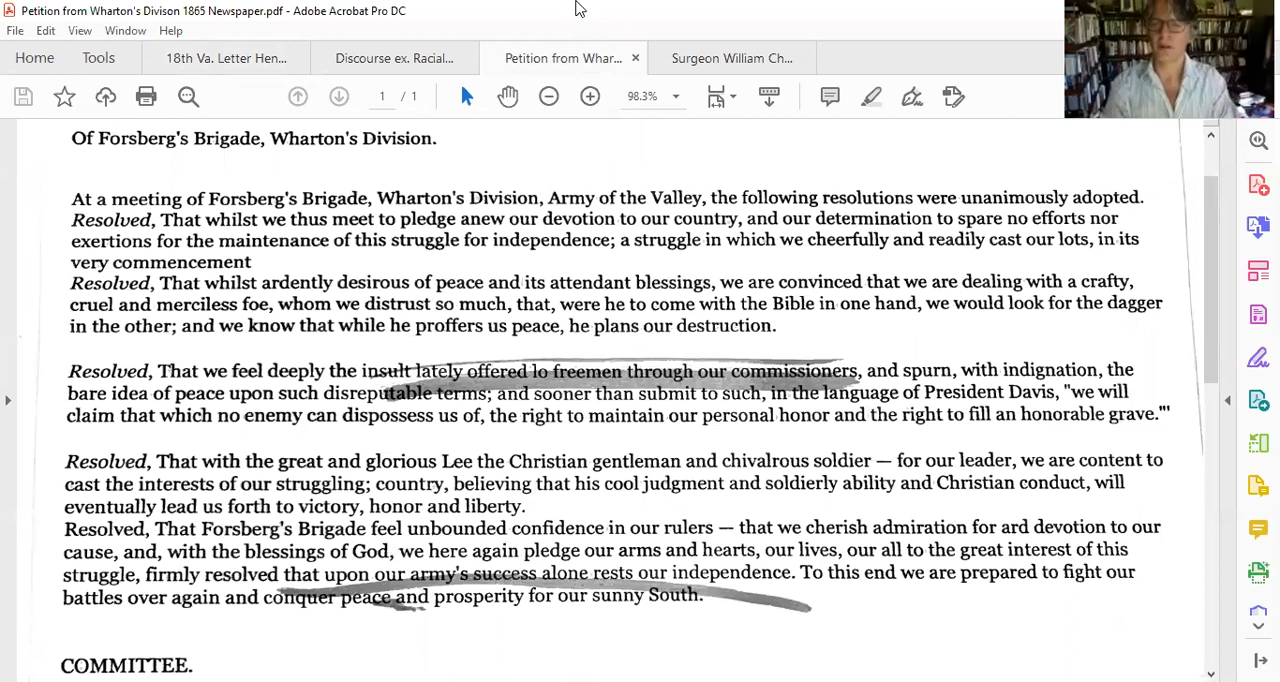 Petition from Wharton's Divison 1865 Newspaper.pdf - Adobe Acrobat Pro DC
File Edit View Window Help
Home Tools 18th Va. Letter Hen... Discourse ex. Racial... Petition from Whar... × Surgeon William Ch...
1 / 1 98.3%
Of Forsberg's Brigade, Wharton's Division.
At a meeting of Forsberg's Brigade, Wharton's Division, Army of the Valley, the following resolutions were unanimously adopted.
Resolved, That whilst we thus meet to pledge anew our devotion to our country, and our determination to spare no efforts nor
exertions for the maintenance of this struggle for independence; a struggle in which we cheerfully and readily cast our lots, in its
very commencement
Resolved, That whilst ardently desirous of peace and its attendant blessings, we are convinced that we are dealing with a crafty,
cruel and merciless foe, whom we distrust so much, that, were he to come with the Bible in one hand, we would look for the dagger
in the other; and we know that while he proffers us peace, he plans our destruction.
Resolved, That we feel deeply the insult lately offered lo freemen through our commissioners, and spurn, with indignation, the
bare idea of peace upon such disreputable terms; and sooner than submit to such, in the language of President Davis, "we will
claim that which no enemy can dispossess us of, the right to maintain our personal honor and the right to fill an honorable grave."'
Resolved, That with the great and glorious Lee the Christian gentleman and chivalrous soldier — for our leader, we are content to
cast the interests of our struggling; country, believing that his cool judgment and soldierly ability and Christian conduct, will
eventually lead us forth to victory, honor and liberty.
Resolved, That Forsberg's Brigade feel unbounded confidence in our rulers — that we cherish admiration for ard devotion to our
cause, and, with the blessings of God, we here again pledge our arms and hearts, our lives, our all to the great interest of this
struggle, firmly resolved that upon our army's success alone rests our independence. To this end we are prepared to fight our
battles over again and conquer peace and prosperity for our sunny South.
COMMITTEE.